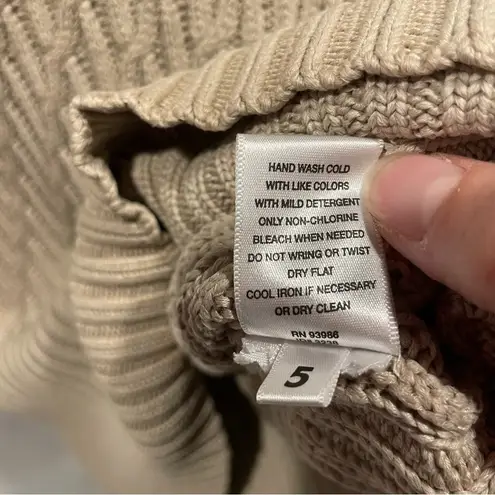 HAND WASH COLD
WITH LIKE COLORS
WITH MILD DETERGENT
ONLY NON-CHLORINE
BLEACH WHEN NEEDED
DO NOT WRING OR TWIST
DRY FLAT
COOL IRON IF NECESSARY
OR DRY CLEAN
RN 93986
5